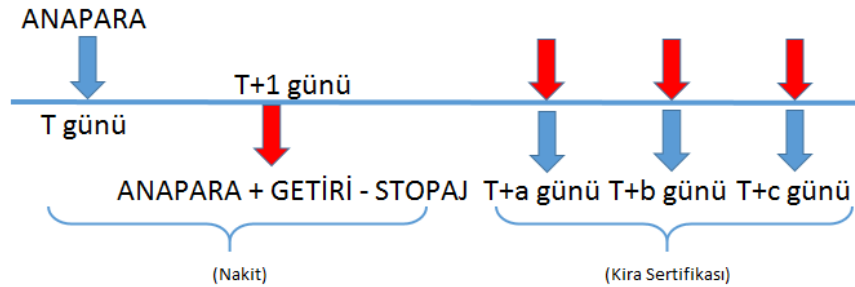 ANAPARA
T+1 günü
T günü
ANAPARA + GETİRİ - STOPAJ
T+a günü T+b günü T+c günü
(Nakit)
(Kira Sertifikası)